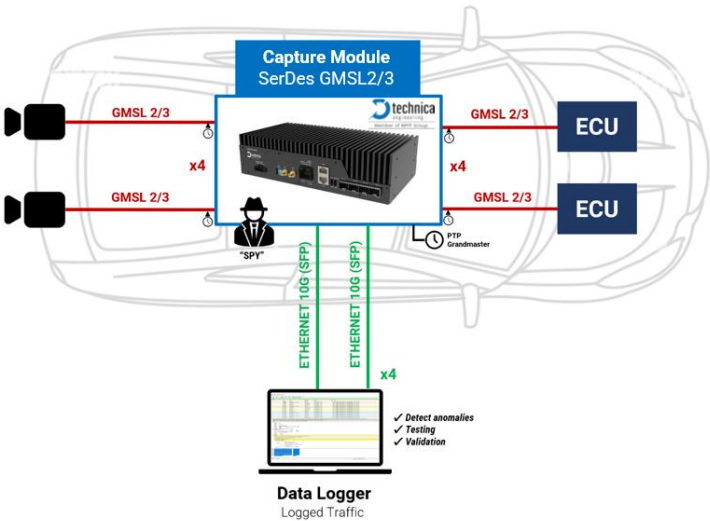 Capture Module
SerDes GMSL2/3
technica
engineering
Member of KPIT Group
GMSL 2/3
GMSL 2/3
ECU
x4
x4
GMSL 2/3
GMSL 2/3
ECU
"SPY"
PTP
Grandmaster
ETHERNET 10G (SFP)
ETHERNET 10G (SFP)
x4
✓ Detect anomalies
✓ Testing
✓ Validation
Data Logger
Logged Traffic